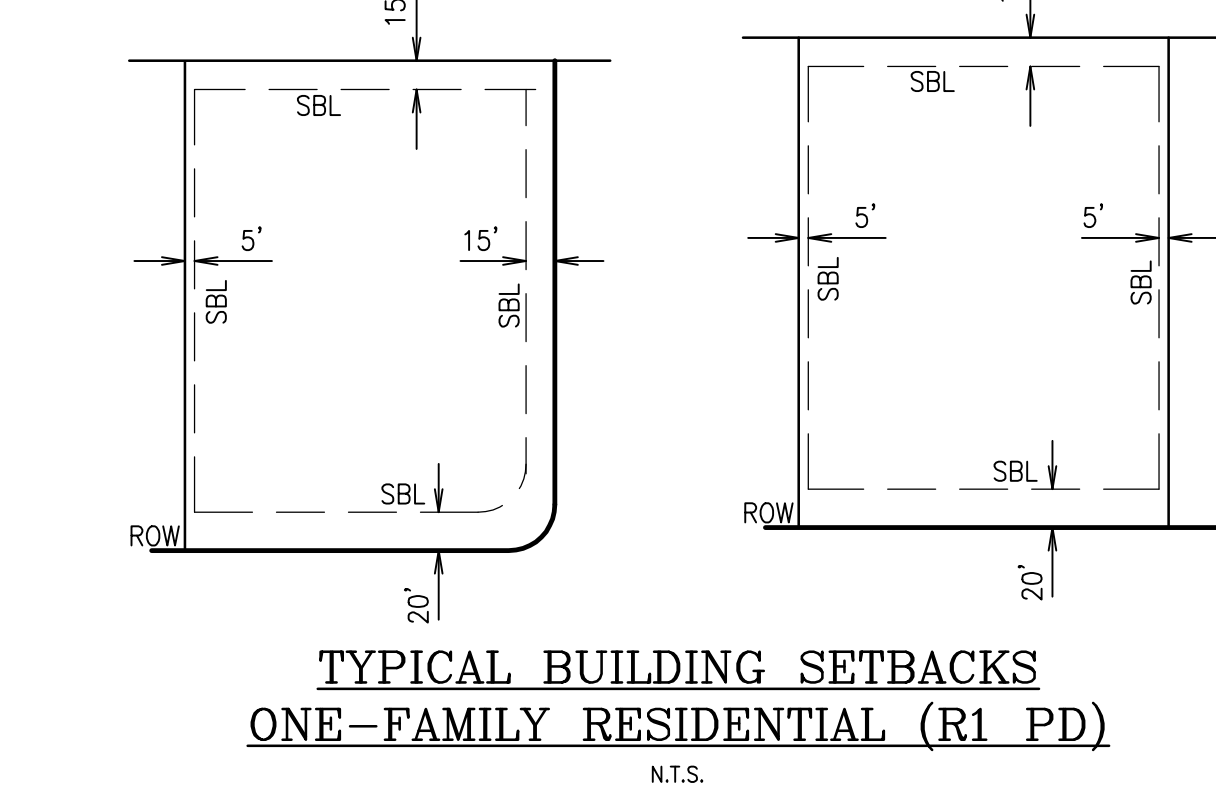 15'
SBL
SBL
5'
15'
5'
5'
SBL
SBL
SBL
SBL
SBL
SBL
ROW
ROW
20'
20'
TYPICAL BUILDING SETBACKS
ONE-FAMILY RESIDENTIAL (R1 PD)
N.T.S.